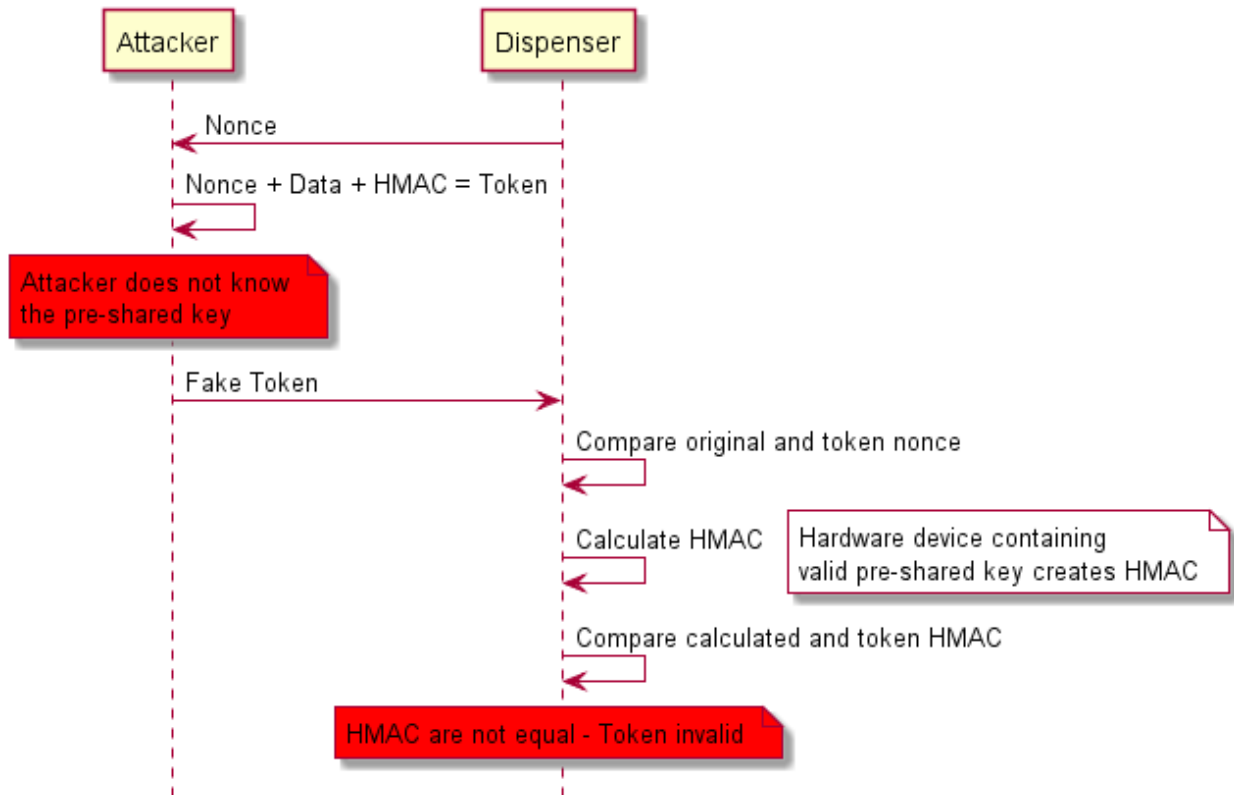 Attacker
Dispenser
Nonce
Nonce + Data + HMAC = Token
Attacker does not know
the pre-shared key
Fake Token
Compare original and token nonce
Calculate HMAC
Hardware device containing
valid pre-shared key creates HMAC
Compare calculated and token HMAC
HMAC are not equal - Token invalid